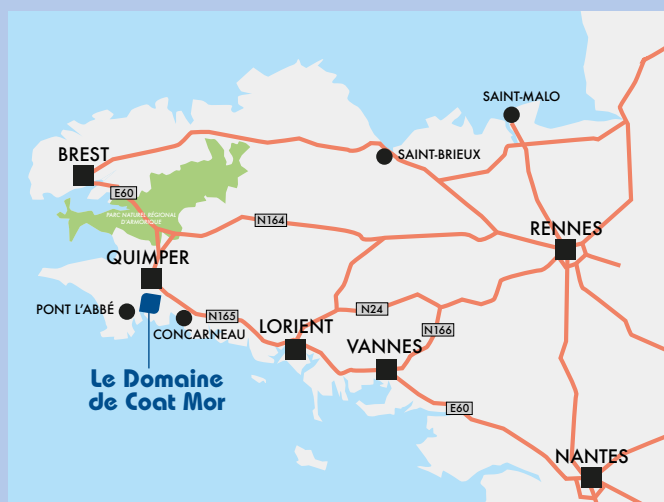 SAINT-MALO
BREST
SAINT-BRIEUX
E60
PARC NATUREL RÉGIONAL
D'ARMORIQUE
N164
RENNES
QUIMPER
PONT L'ABBÉ
N165
N24
CONCARNEAU
LORIENT
N166
VANNES
Le Domaine
de Coat Mor
E60
NANTES